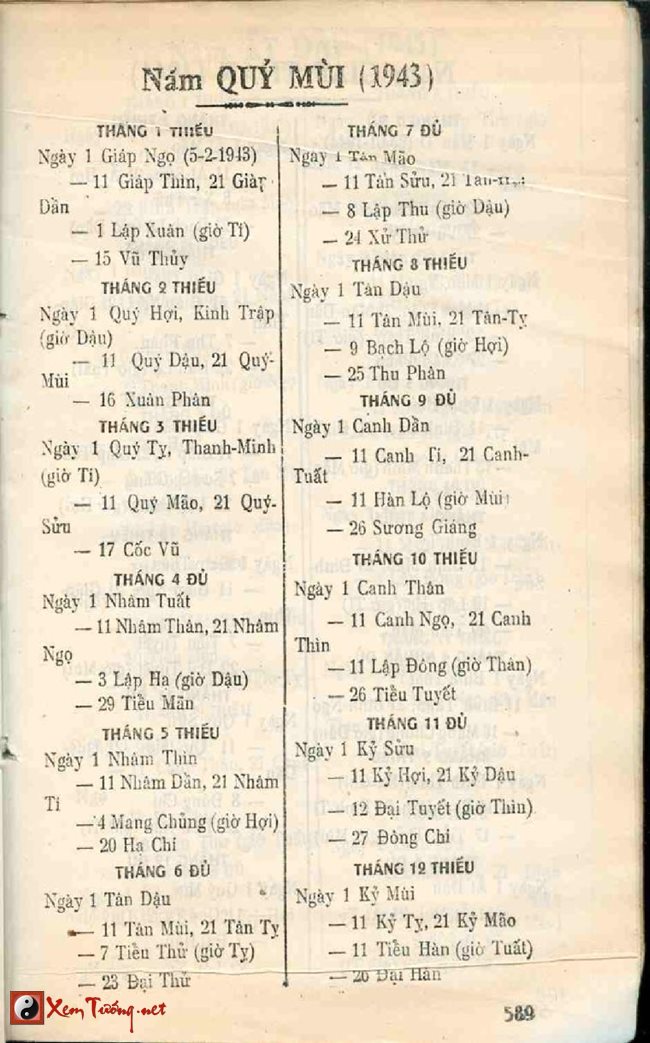 Năm QUÝ MÙI (1943)
THÁNG 1 THIẾU
Ngày 1 Giáp Ngọ (5-2-1943)
— 11 Giáp Thìn, 21 Giáp
Dần
— 1 Lập Xuân (giờ Tí)
— 15 Vũ Thủy
THÁNG 2 THIẾU
Ngày 1 Quý Hợi, Kinh Trập
(giờ Dậu)
— 11 Quý Dậu, 21 Quý-
Mùi
— 16 Xuân Phân
THÁNG 3 THIẾU
Ngày 1 Quý Tỵ, Thanh-Minh
(giờ Tí)
— 11 Quý Mão, 21 Quý-
Sửu
— 17 Cốc Vũ
THÁNG 4 ĐỦ
Ngày 1 Nhâm Tuất
— 11 Nhâm Thân, 21 Nhâm
Ngọ
— 3 Lập Hạ (giờ Dậu)
— 29 Tiểu Mãn
THÁNG 5 THIẾU
Ngày 1 Nhâm Thìn
— 11 Nhâm Dần, 21 Nhâm
Tí
— 4 Mang Chủng (giờ Hợi)
— 20 Hạ Chí
THÁNG 6 ĐỦ
Ngày 1 Tân Dậu
— 11 Tân Mùi, 21 Tân Tỵ
— 7 Tiểu Thử (giờ Tỵ)
— 23 Đại Thử
THÁNG 7 ĐỦ
Ngày 1 Tân Mão
— 11 Tân Sửu, 21 Tân
— 8 Lập Thu (giờ Dậu)
— 24 Xử Thử
THÁNG 8 THIẾU
Ngày 1 Tân Dậu
— 11 Tân Mùi, 21 Tân-Tỵ
— 9 Bạch Lộ (giờ Hợi)
— 25 Thu Phân
THÁNG 9 ĐỦ
Ngày 1 Canh Dần
— 11 Canh Tí, 21 Canh-
Tuất
— 11 Hàn Lộ (giờ Mùi)
— 26 Sương Giáng
THÁNG 10 THIẾU
Ngày 1 Canh Thân
— 11 Canh Ngọ, 21 Canh
Thìn
— 11 Lập Đông (giờ Thân)
— 26 Tiểu Tuyết
THÁNG 11 ĐỦ
Ngày 1 Kỷ Sửu
— 11 Kỷ Hợi, 21 Kỷ Dậu
— 12 Đại Tuyết (giờ Thìn)
— 27 Đông Chí
THÁNG 12 THIẾU
Ngày 1 Kỷ Mùi
— 11 Kỷ Tỵ, 21 Kỷ Mão
— 11 Tiểu Hàn (giờ Tuất)
— 26 Đại Hàn
XemTướng.net
589